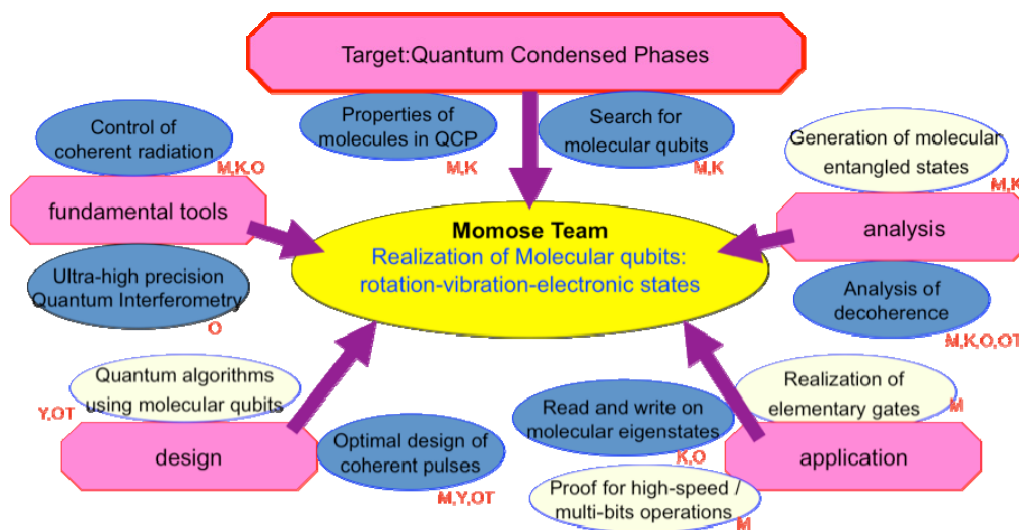 Target:Quantum Condensed Phases
Properties of
molecules in QCP
M,K
Search for
molecular qubits
M,K
Control of
coherent radiation
M,K,O
fundamental tools
Ultra-high precision
Quantum Interferometry
O
Generation of molecular
entangled states
M,K
analysis
Analysis of
decoherence
M,K,O,OT
Momose Team
Realization of Molecular qubits:
rotation-vibration-electronic states
Quantum algorithms
using molecular qubits
Y,OT
design
Optimal design of
coherent pulses
M,Y,OT
Read and write on
molecular eigenstates
K,O
Proof for high-speed /
multi-bits operations
M
Realization of
elementary gates
M
application